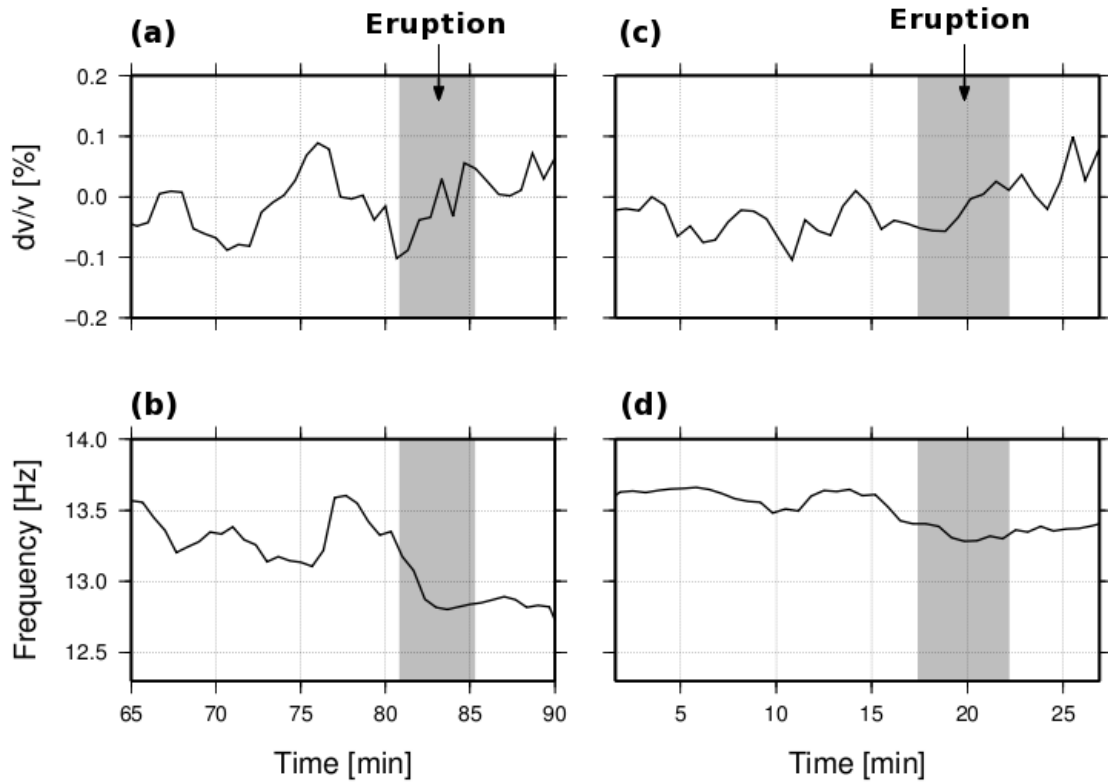 (a) Eruption
(c) Eruption
dv/v [%]
0.2
0.1
0.0
−0.1
−0.2
(b)
(d)
Frequency [Hz]
14.0
13.5
13.0
12.5
65 70 75 80 85 90
5 10 15 20 25
Time [min]
Time [min]